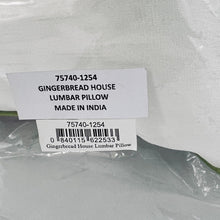 75740-1254
GINGERBREAD HOUSE
LUMBAR PILLOW
MADE IN INDIA
75740-1254
0 840115 622533
Gingerbread House Lumbar Pillow